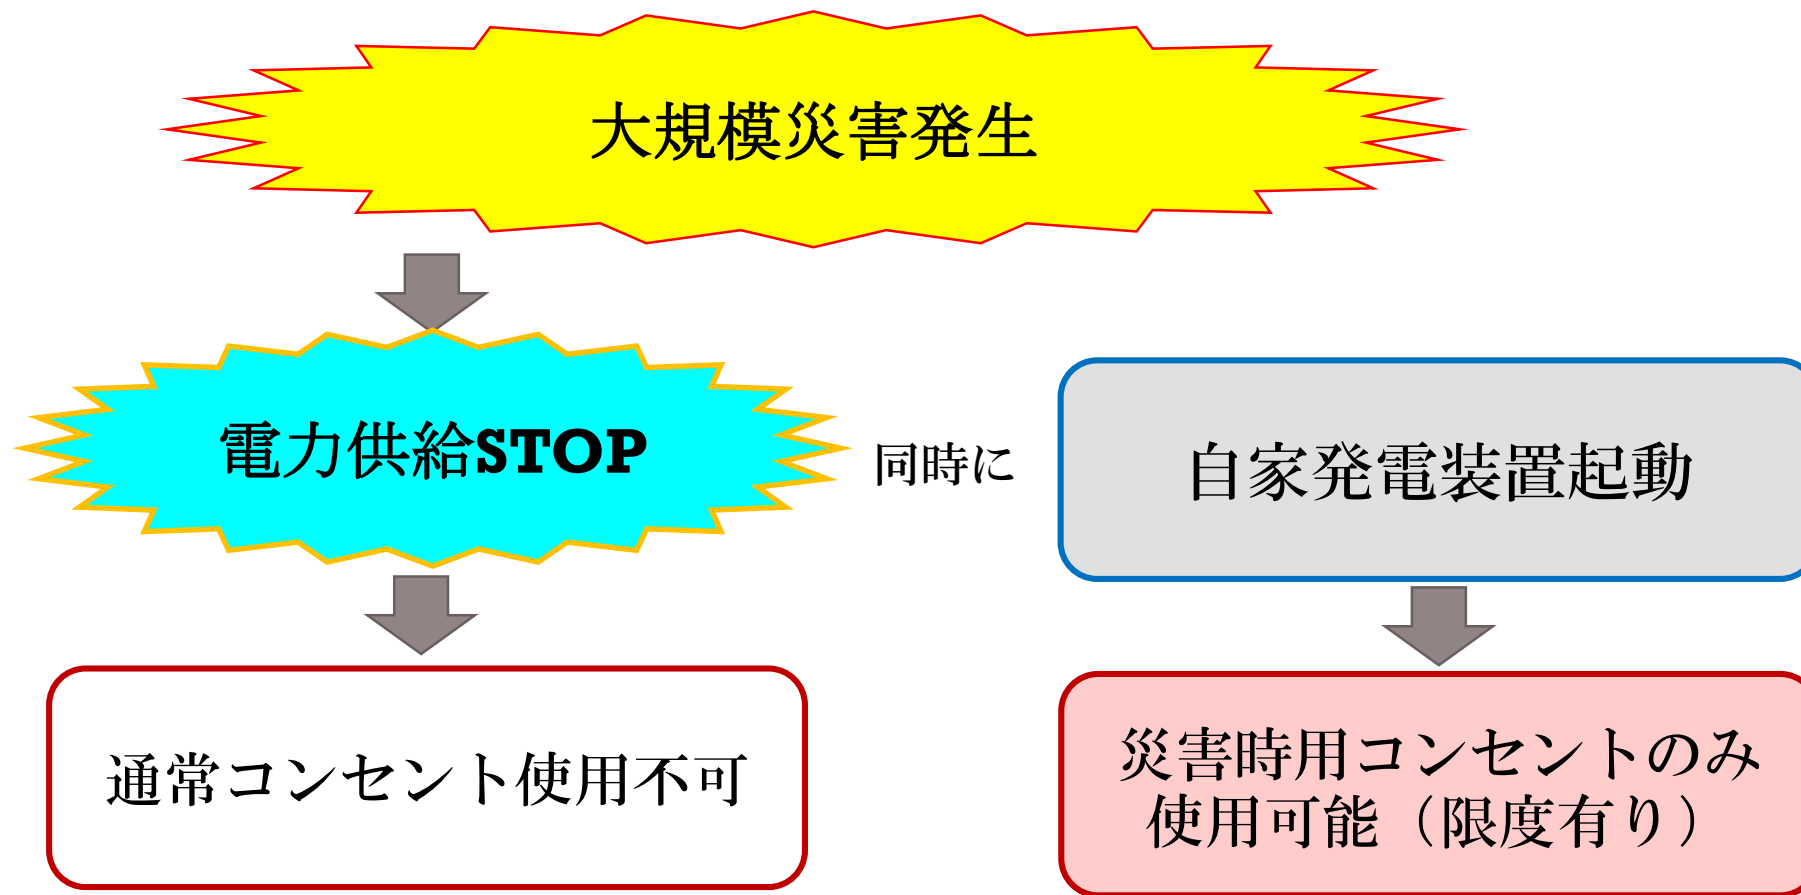 大規模災害発生
電力供給STOP
同時に
自家発電装置起動
通常コンセント使用不可
災害時用コンセントのみ
使用可能（限度有り）